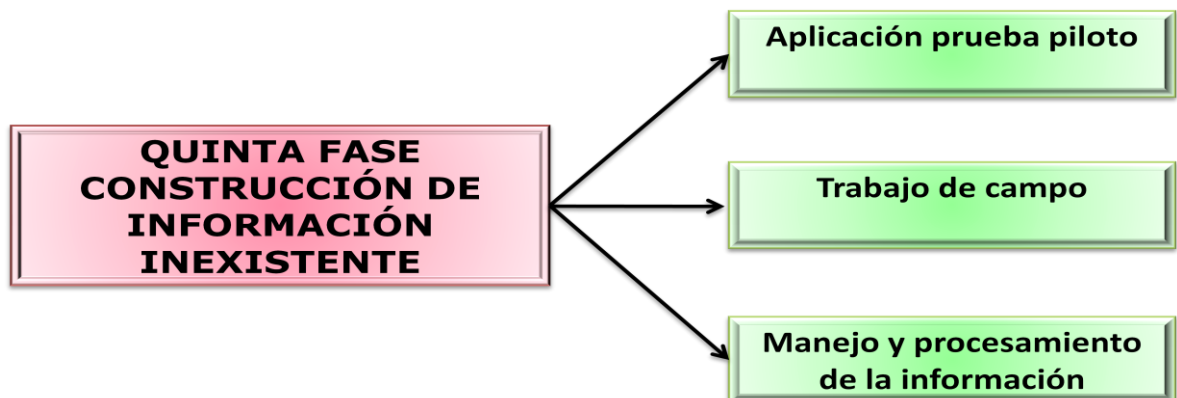 QUINTA FASE
CONSTRUCCIÓN DE
INFORMACIÓN
INEXISTENTE
Aplicación prueba piloto
Trabajo de campo
Manejo y procesamiento
de la información